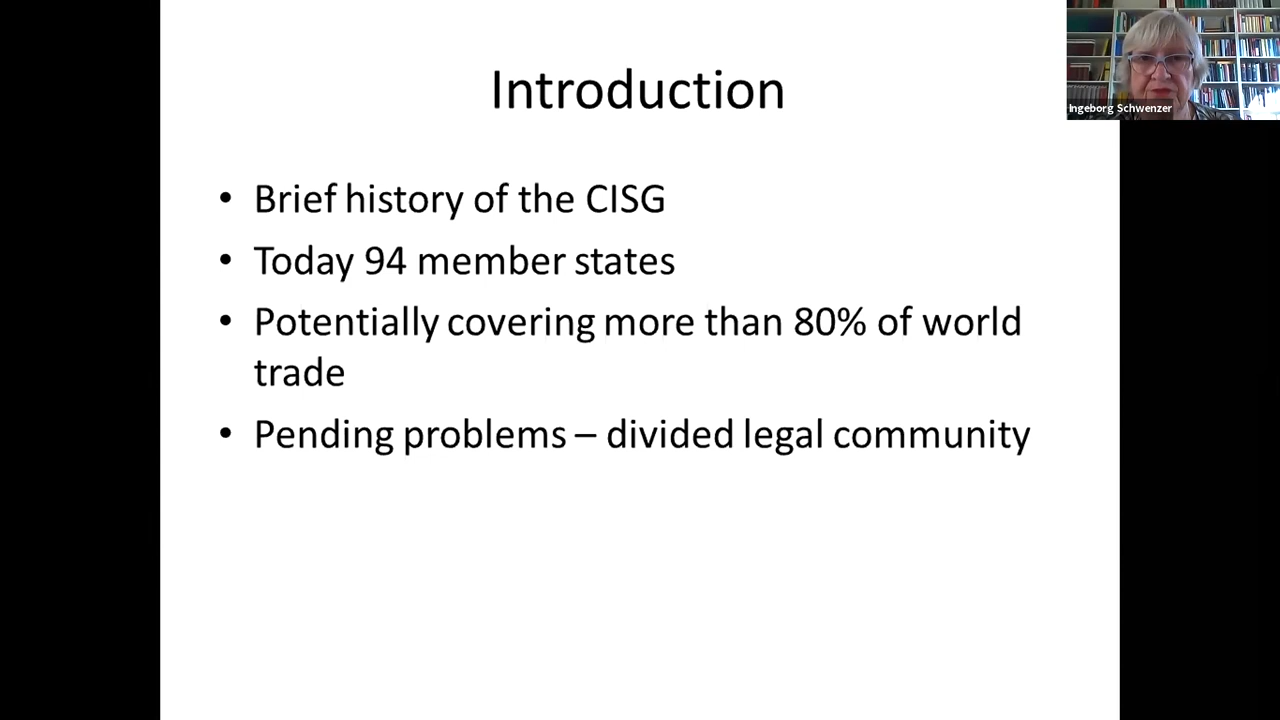 Introduction
Ingeborg Schwenzer
• Brief history of the CISG
• Today 94 member states
• Potentially covering more than 80% of world
trade
• Pending problems – divided legal community